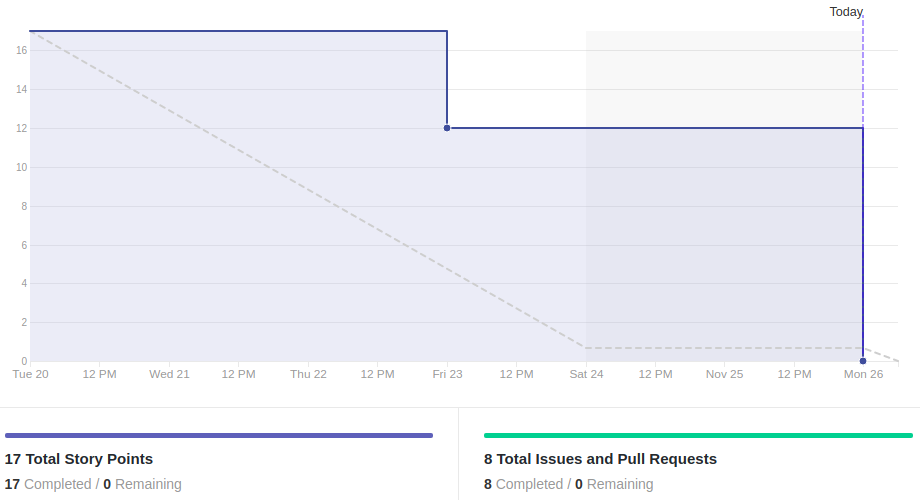 Today
16
14
12
10
8
6
4
2
0
Tue 20 12 PM Wed 21 12 PM Thu 22 12 PM Fri 23 12 PM Sat 24 12 PM Nov 25 12 PM Mon 26
17 Total Story Points
17 Completed / 0 Remaining
8 Total Issues and Pull Requests
8 Completed / 0 Remaining